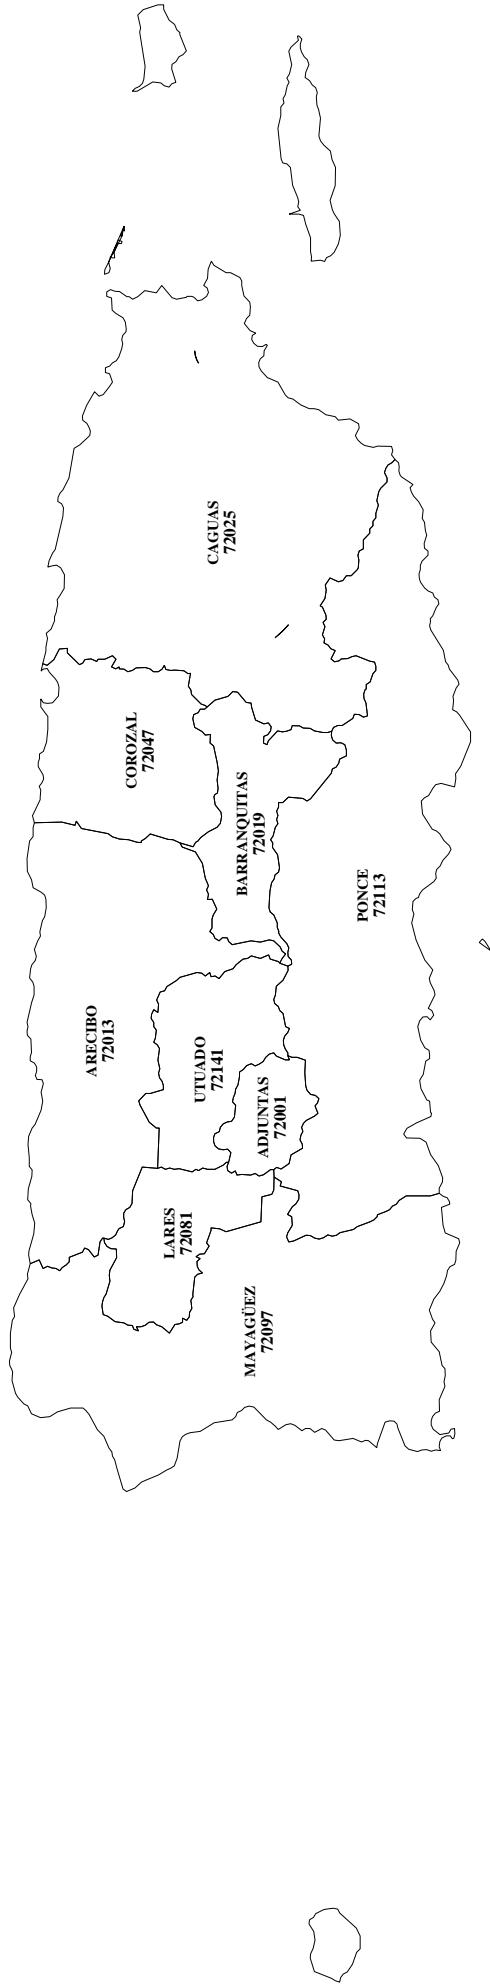 MAYAGÜEZ
72097
LARES
72081
ARECIBO
72013
UTUADO
72141
ADJUNTAS
72001
PONCE
72113
BARRANQUITAS
72019
COROZAL
72047
CAGUAS
72025